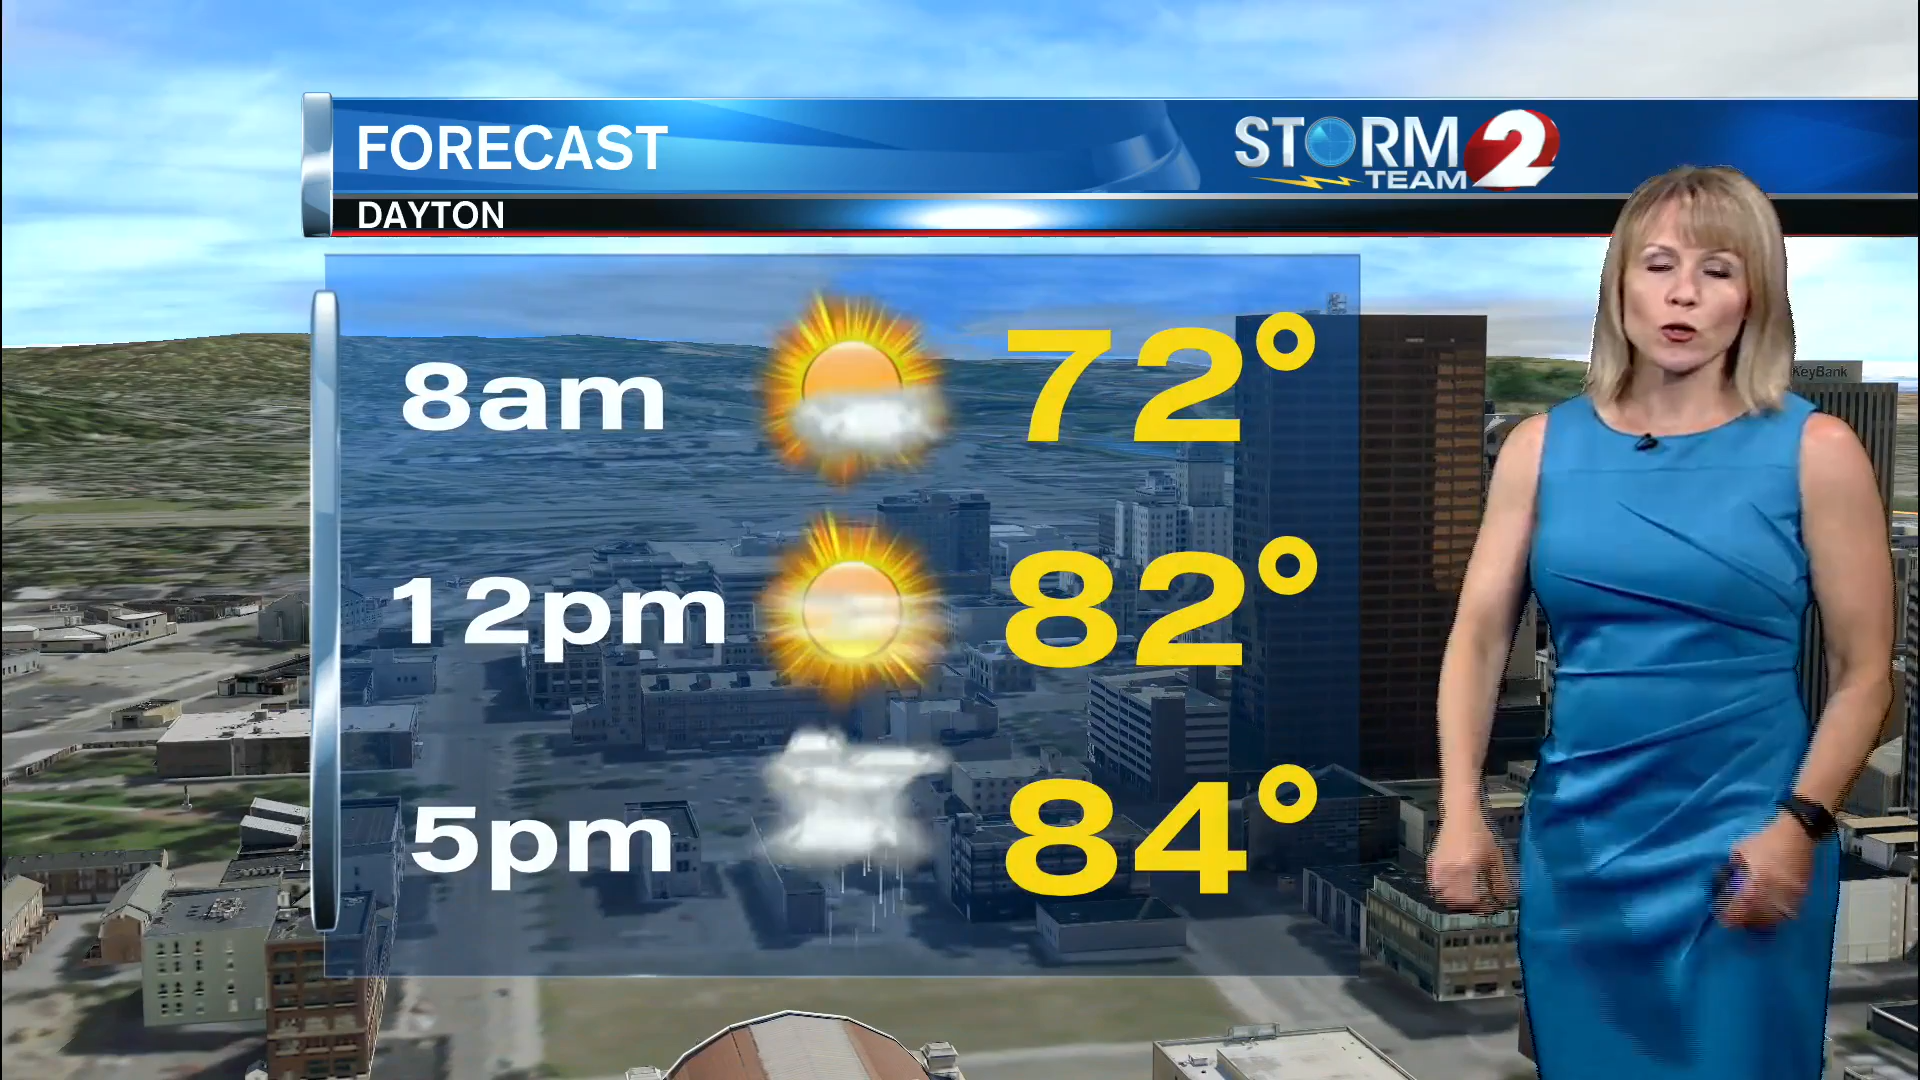 FORECAST
STORM
TEAM 2
DAYTON
8am 72°
12pm 82°
5pm 84°
KeyBank